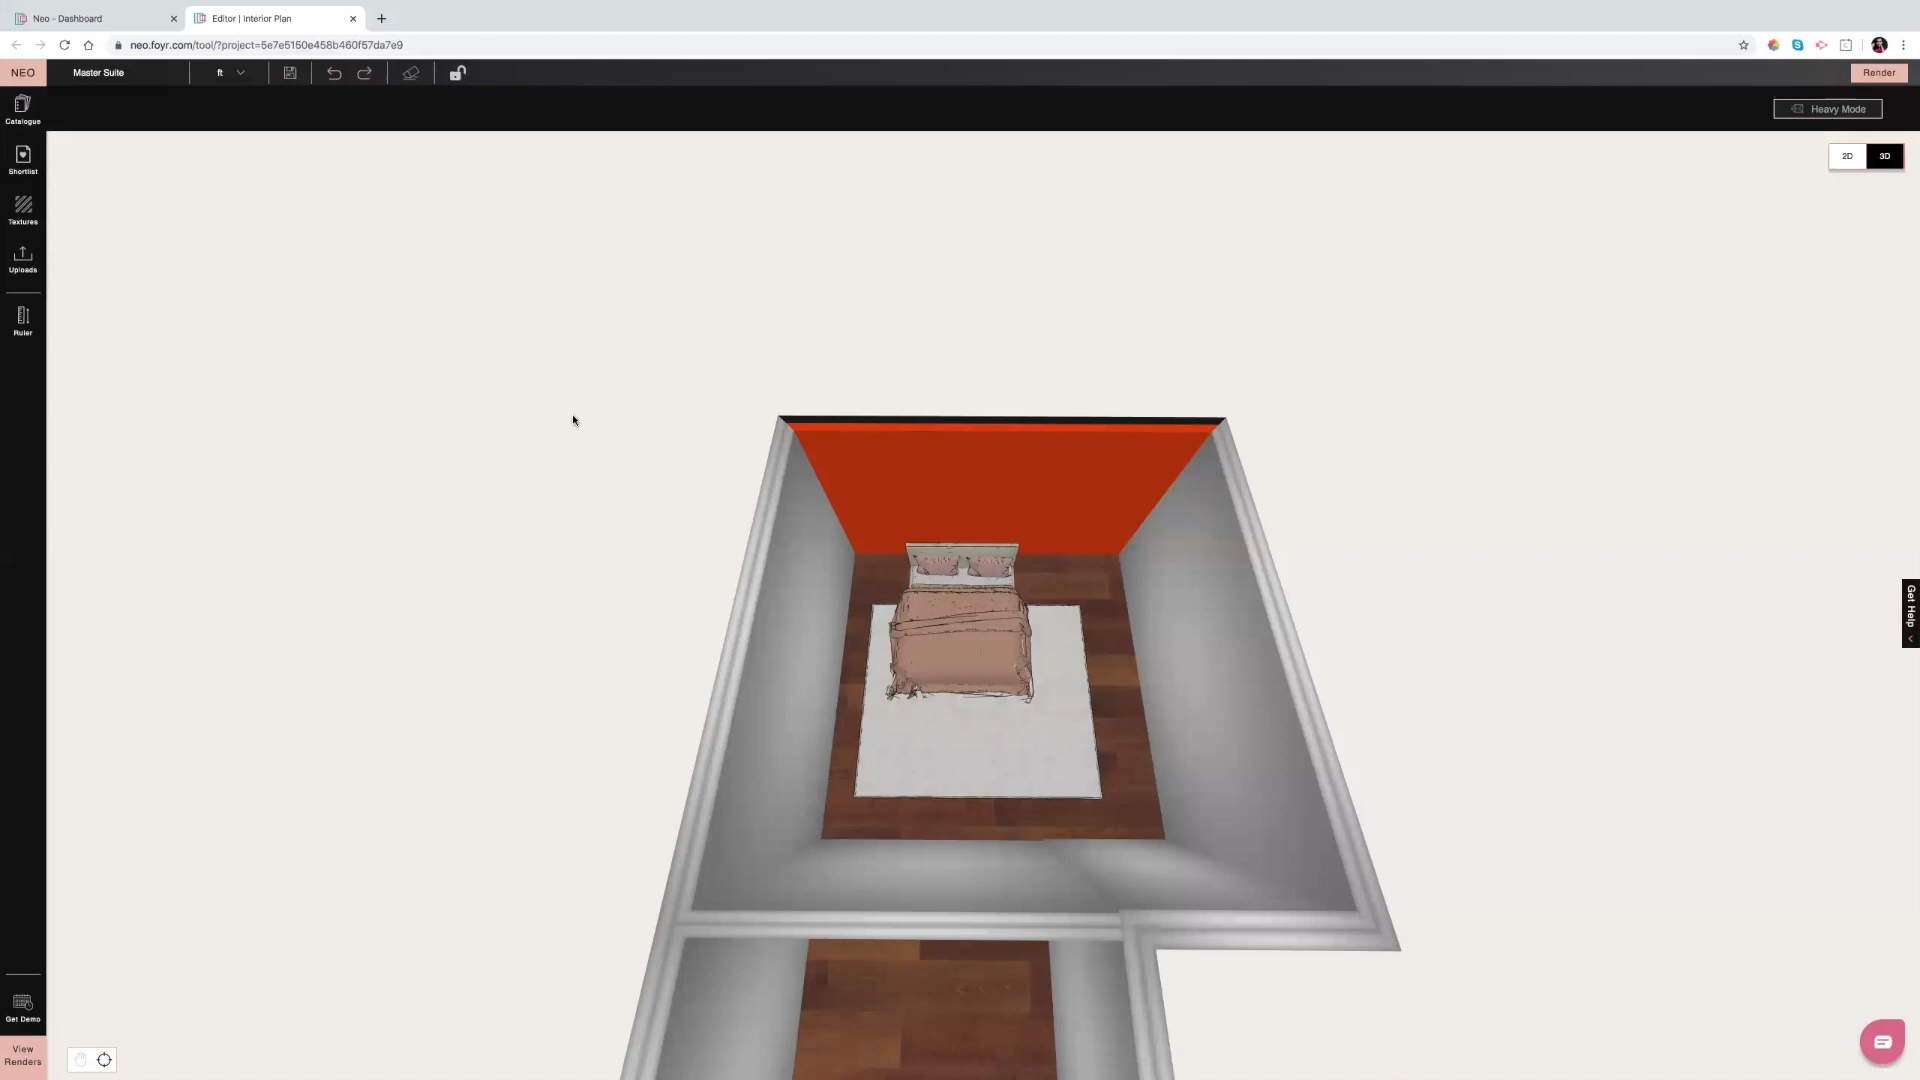 Neo - Dashboard
Editor | Interior Plan
neo.foyr.com/tool/?project=5e7e5150e458b460f57da7e9
NEO
Master Suite
ft
Render
Catalogue
Heavy Mode
2D
3D
Shortlist
Textures
Uploads
Ruler
Get Help
Get Demo
View
Renders